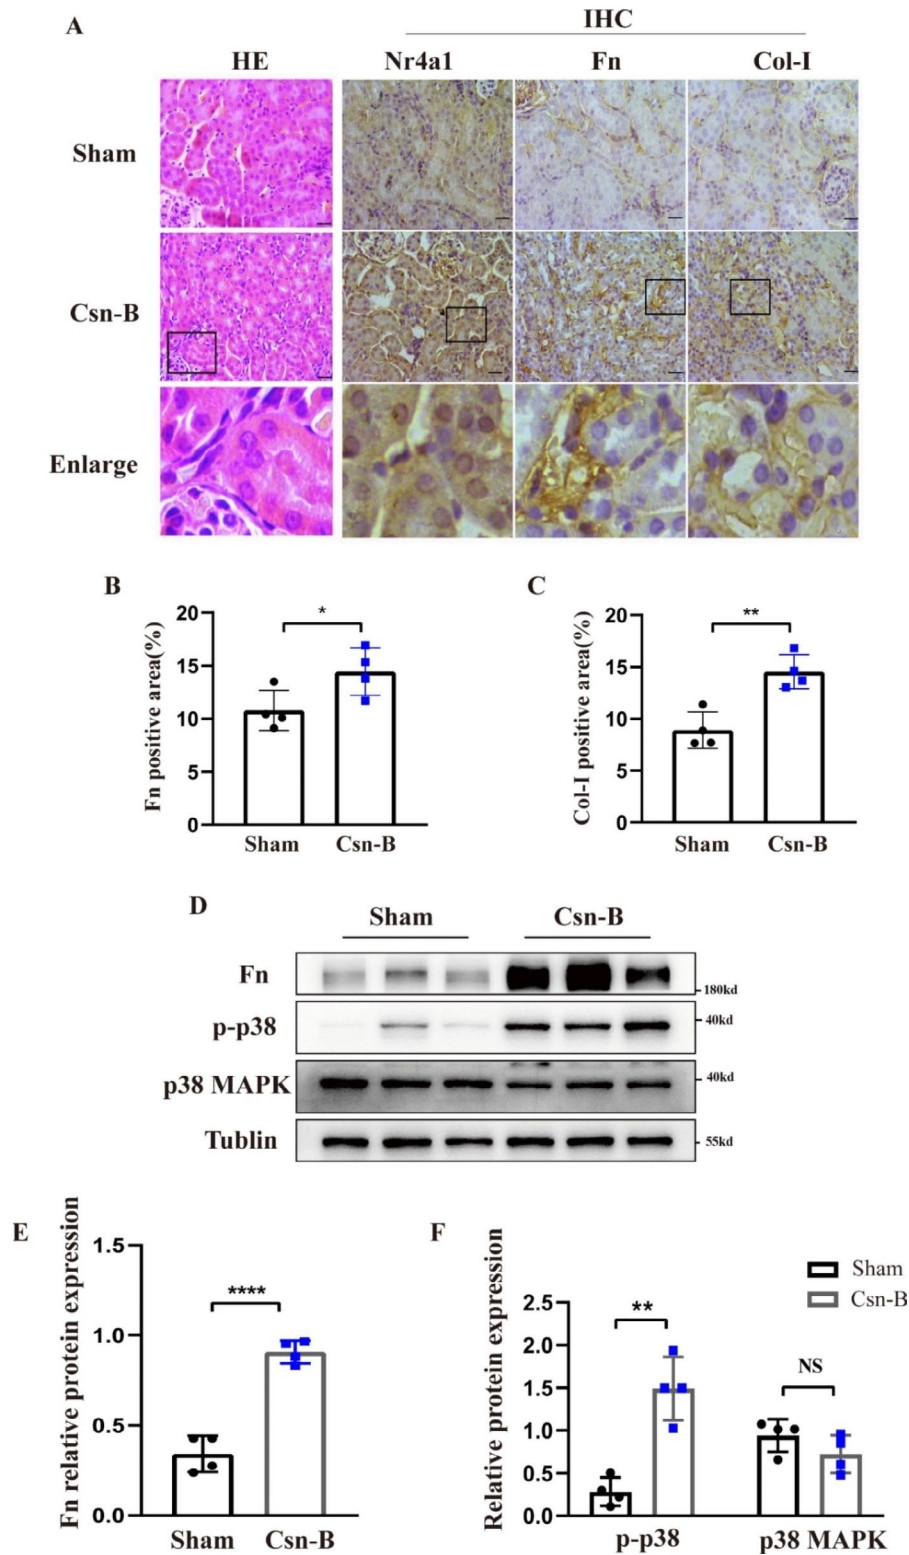 A
IHC
HE Nr4a1 Fn Col-I
Sham
Csn-B
Enlarge
B
Fn positive area(%)
20
15
10
5
0
*
Sham Csn-B
C
Col-I positive area(%)
20
15
10
5
0
**
Sham Csn-B
D
Sham Csn-B
Fn 180kd
p-p38 40kd
p38 MAPK 40kd
Tublin 55kd
E
Fn relative protein expression
1.5
1.0
0.5
0.0
****
Sham Csn-B
F
Relative protein expression
Sham
Csn-B
2.5
2.0
1.5
1.0
0.5
0.0
**
NS
p-p38 p38 MAPK